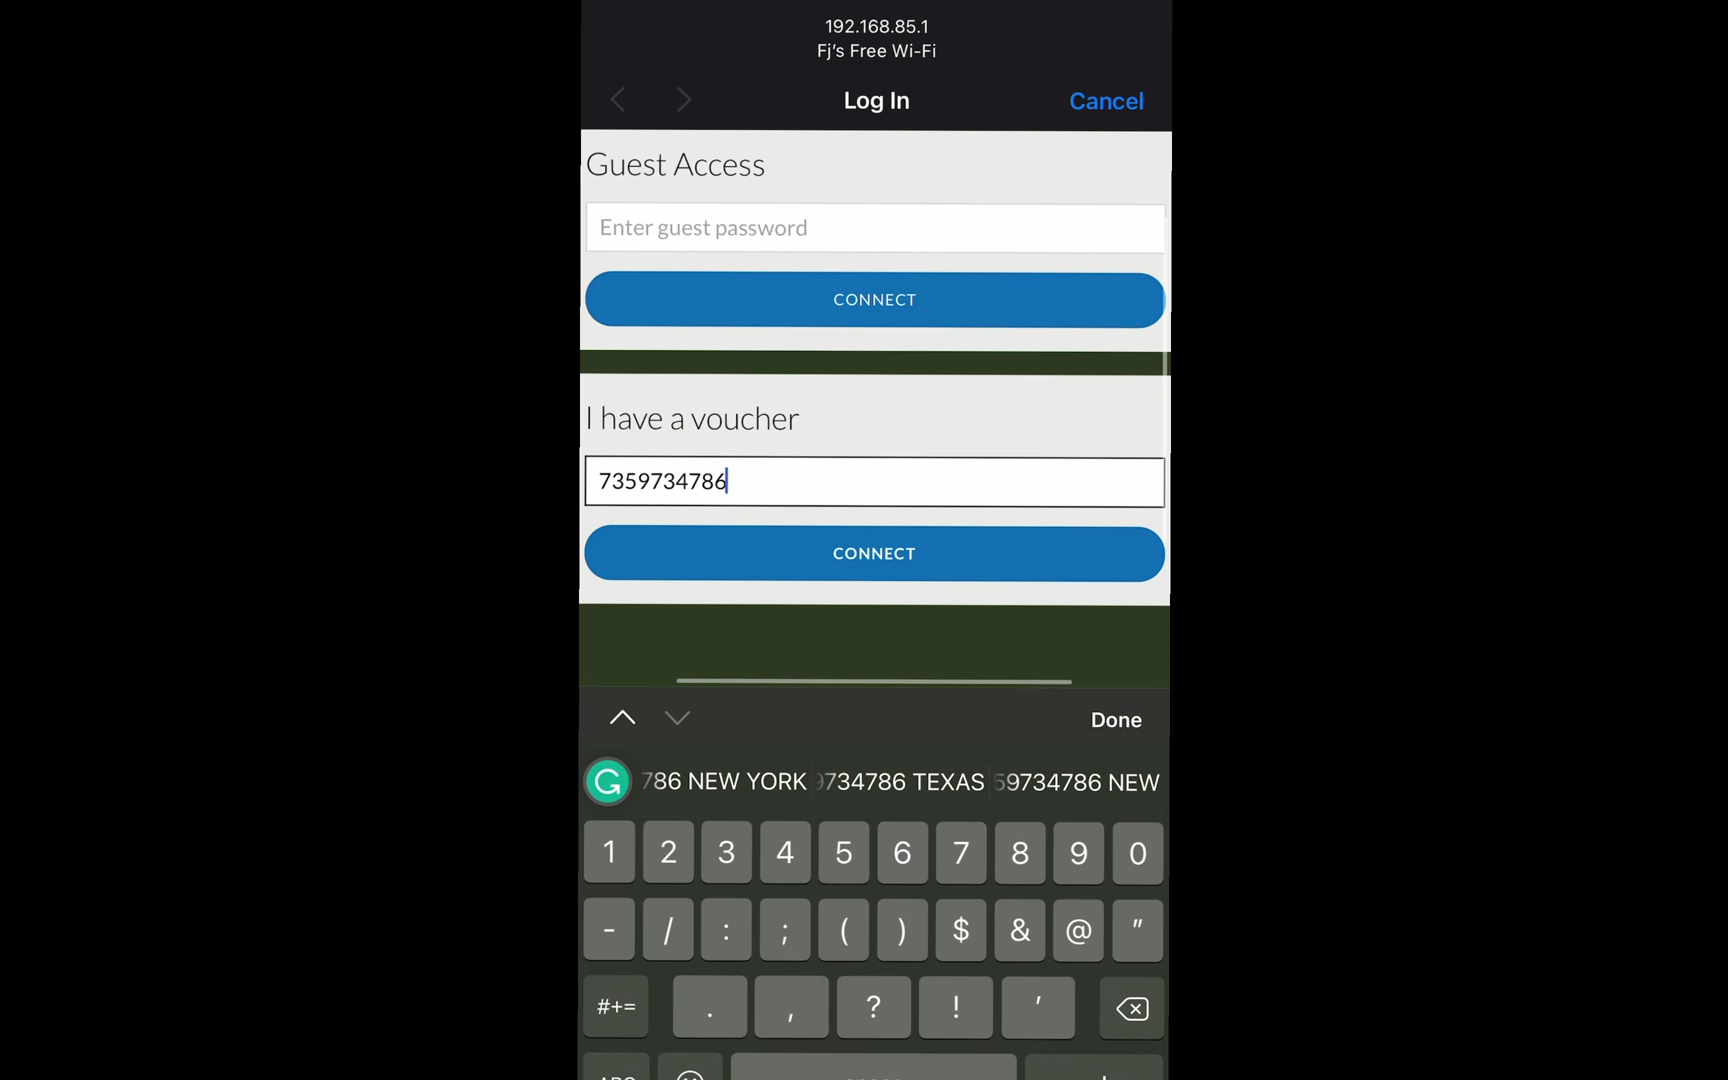 192.168.85.1
Fj's Free Wi-Fi
Log In
Cancel
Guest Access
Enter guest password
CONNECT
I have a voucher
7359734786
CONNECT
Done
786 NEW YORK
9734786 TEXAS
59734786 NEW
1 2 3 4 5 6 7 8 9 0
- / : ; ( ) $ & @ "
#+= . , ? ! '